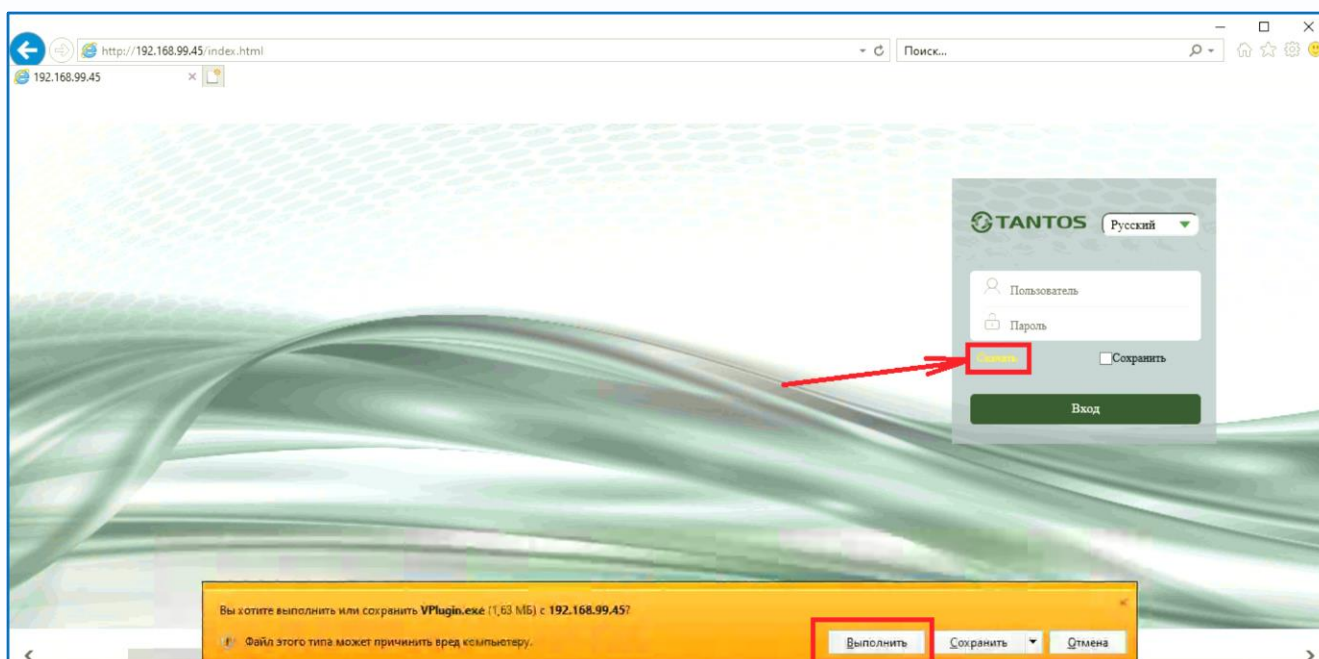 http://192.168.99.45/index.html
Поиск...
192.168.99.45
TANTOS
Русский
Пользователь
Пароль
Скачать
Сохранить
Вход
Вы хотите выполнить или сохранить VPlugin.exe (1,63 МБ) с 192.168.99.45?
Файл этого типа может причинить вред компьютеру.
Выполнить
Сохранить
Отмена